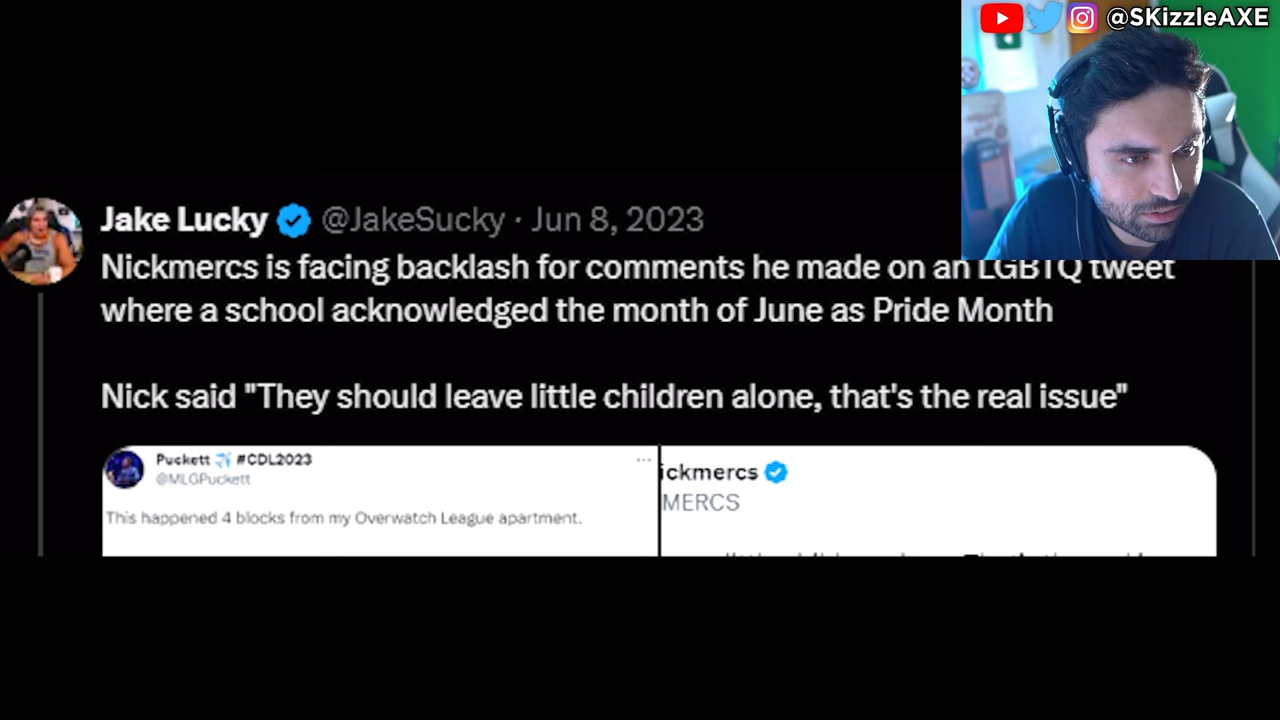 @SKizzleAXE
Jake Lucky @JakeSucky · Jun 8, 2023
Nickmercs is facing backlash for comments he made on an LGBTQ tweet
where a school acknowledged the month of June as Pride Month
Nick said "They should leave little children alone, that's the real issue"
Puckett #CDL2023
@MLGPuckett
This happened 4 blocks from my Overwatch League apartment.
ickmercs
MERCS